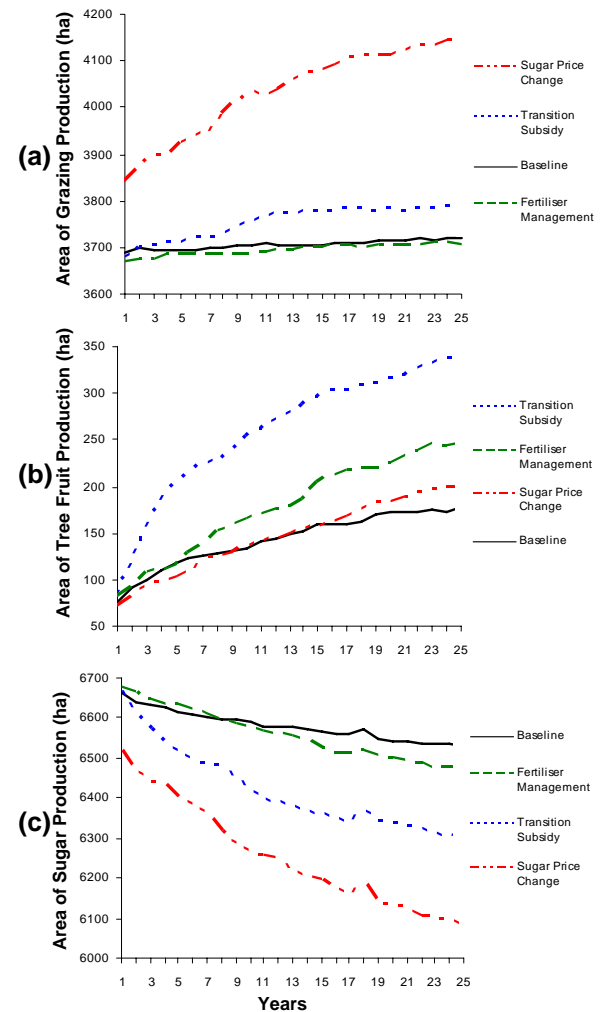 (a)
Area of Grazing Production (ha)
4200
4100
4000
3900
3800
3700
3600
1 3 5 7 9 11 13 15 17 19 21 23 25
Sugar Price
Change
Transition
Subsidy
Baseline
Fertiliser
Management
(b)
Area of Tree Fruit Production (ha)
350
300
250
200
150
100
50
1 3 5 7 9 11 13 15 17 19 21 23 25
Transition
Subsidy
Fertiliser
Management
Sugar Price
Change
Baseline
(c)
Area of Sugar Production (ha)
6700
6600
6500
6400
6300
6200
6100
6000
1 3 5 7 9 11 13 15 17 19 21 23 25
Years
Baseline
Fertiliser
Management
Transition
Subsidy
Sugar Price
Change